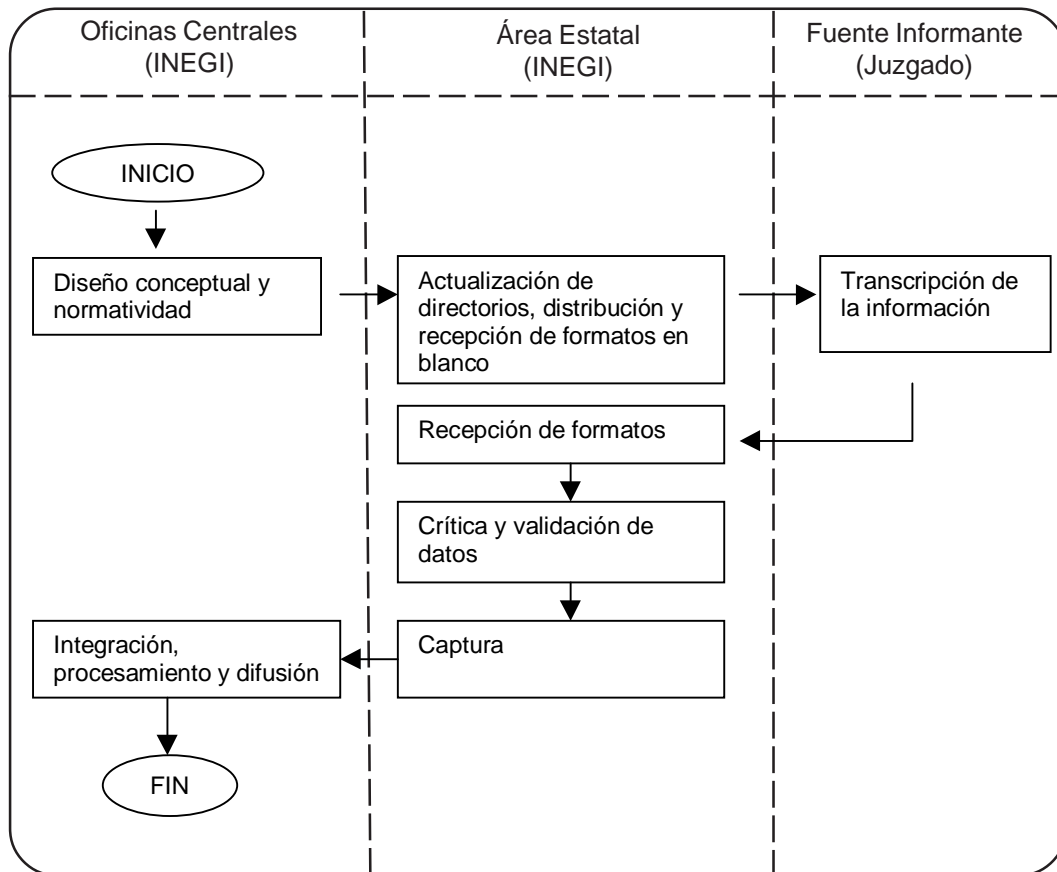 Oficinas Centrales
(INEGI)
Área Estatal
(INEGI)
Fuente Informante
(Juzgado)
INICIO
Diseño conceptual y
normatividad
Actualización de
directorios, distribución y
recepción de formatos en
blanco
Transcripción de
la información
Recepción de formatos
Crítica y validación de
datos
Captura
Integración,
procesamiento y difusión
FIN